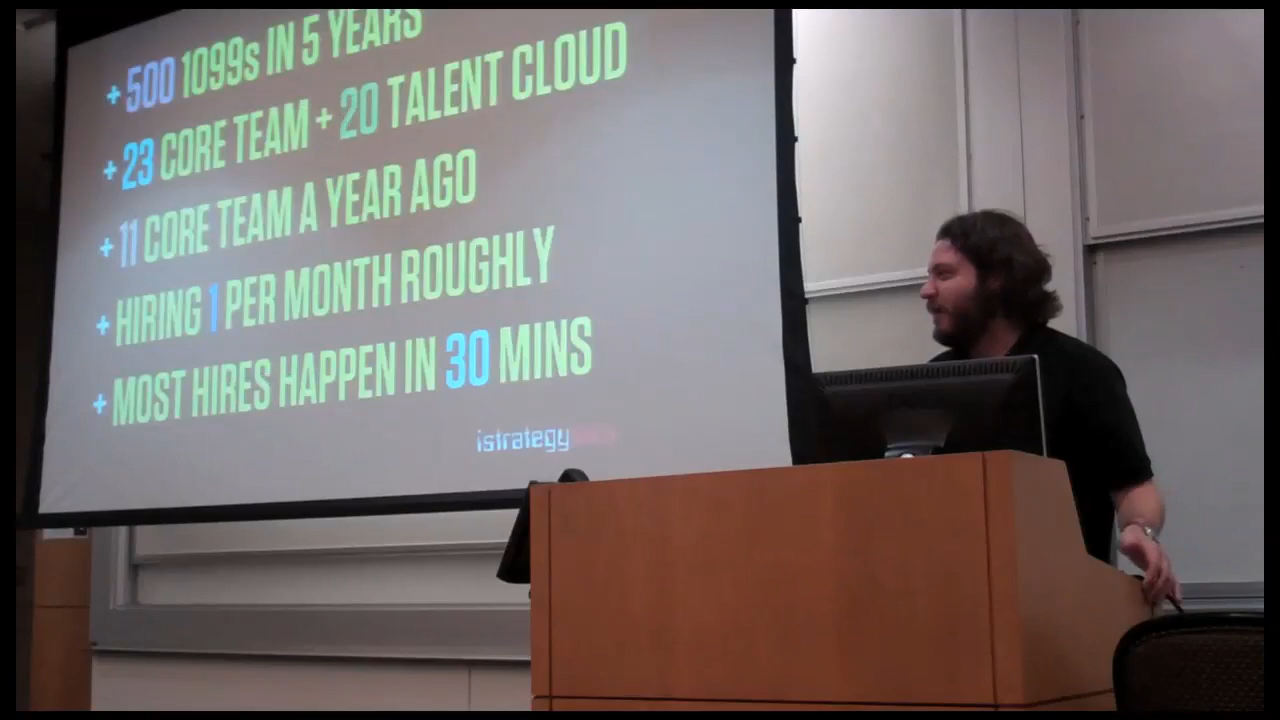 + 500 1099s IN 5 YEARS
+ 23 CORE TEAM + 20 TALENT CLOUD
+ 11 CORE TEAM A YEAR AGO
+ HIRING 1 PER MONTH ROUGHLY
+ MOST HIRES HAPPEN IN 30 MINS
istrategy